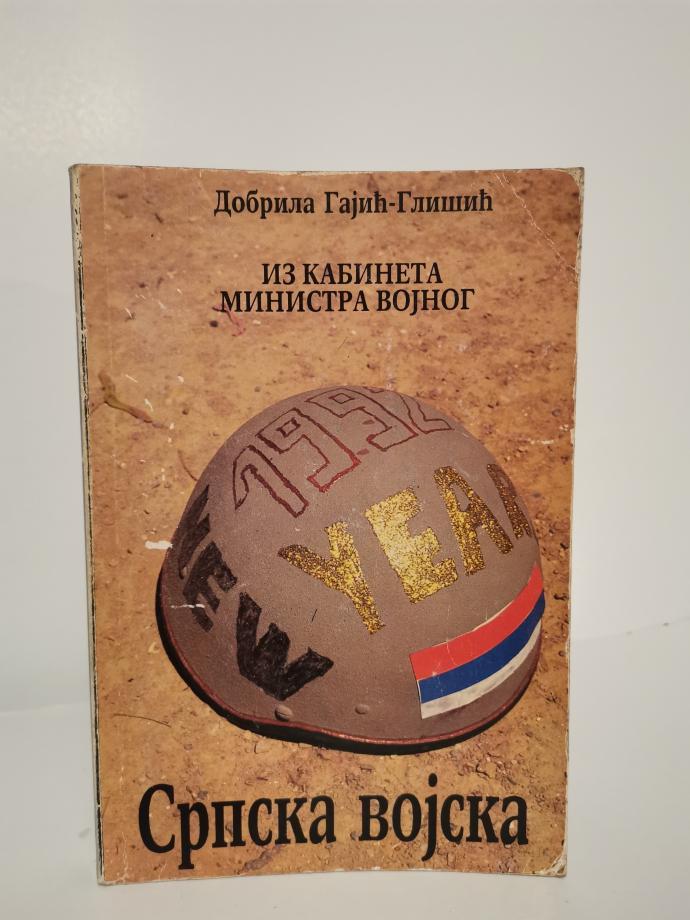 Добрила Гајић-Глишић
ИЗ КАБИНЕТА
МИНИСТРА ВОЈНОГ
1992
NEW YEAR
Српска војска